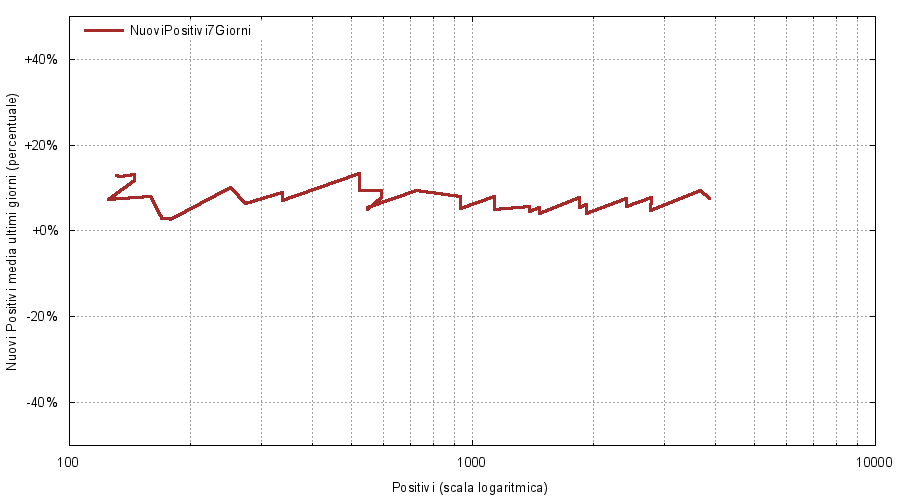 NuoviPositivi7Giorni
+40%
+20%
+0%
-20%
-40%
Nuovi Positivi media ultimi giorni (percentuale)
100
1000
10000
Positivi (scala logaritmica)